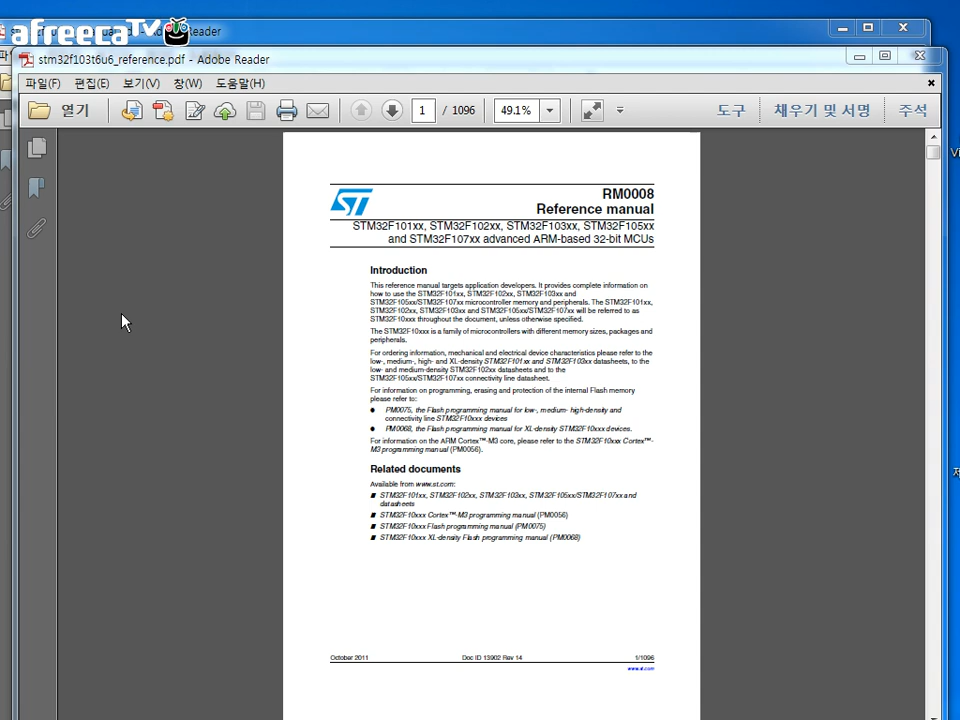 afreecaTV
Reader
stm32f103t6u6_reference.pdf - Adobe Reader
파일(F) 편집(E) 보기(V) 창(W) 도움말(H)
열기 1 / 1096 49.1% 도구 채우기 및 서명 주석
ST
RM0008
Reference manual
STM32F101xx, STM32F102xx, STM32F103xx, STM32F105xx
and STM32F107xx advanced ARM-based 32-bit MCUs
Introduction
This reference manual targets application developers. It provides complete information on
how to use the STM32F101xx, STM32F102xx, STM32F103xx and
STM32F105xx/STM32F107xx microcontroller memory and peripherals. The STM32F101xx,
STM32F102xx, STM32F103xx and STM32F105xx/STM32F107xx will be referred to as
STM32F10xxx throughout the document, unless otherwise specified.
The STM32F10xxx is a family of microcontrollers with different memory sizes, packages and
peripherals.
For ordering information, mechanical and electrical device characteristics please refer to the
low-, medium-, high- and XL-density STM32F101xx and STM32F103xx datasheets, to the
low- and medium-density STM32F102xx datasheets and to the
STM32F105xx/STM32F107xx connectivity line datasheet.
For information on programming, erasing and protection of the internal Flash memory
please refer to:
● PM0075, the Flash programming manual for low-, medium- high-density and
connectivity line STM32F10xxx devices
● PM0068, the Flash programming manual for XL-density STM32F10xxx devices.
For information on the ARM Cortex™-M3 core, please refer to the STM32F10xxx Cortex™-
M3 programming manual (PM0056).
Related documents
Available from www.st.com:
■ STM32F101xx, STM32F102xx, STM32F103xx, STM32F105xx/STM32F107xx and
datasheets
■ STM32F10xxx Cortex™-M3 programming manual (PM0056)
■ STM32F10xxx Flash programming manual (PM0075)
■ STM32F10xxx XL-density Flash programming manual (PM0068)
October 2011 Doc ID 13902 Rev 14 1/1096
www.st.com